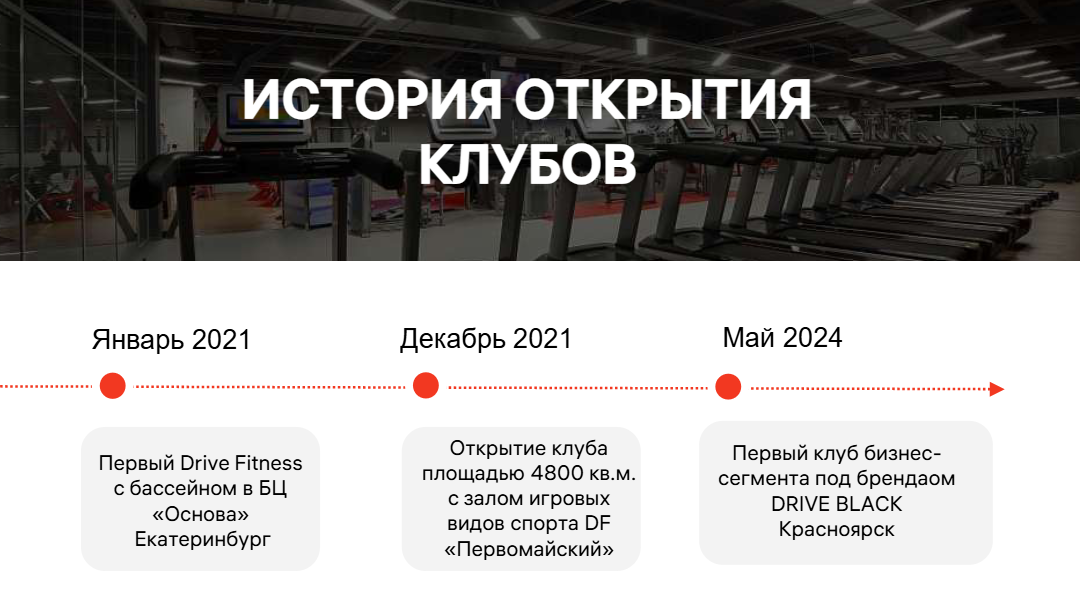 ИСТОРИЯ ОТКРЫТИЯ
КЛУБОВ
Январь 2021
Декабрь 2021
Май 2024
Первый Drive Fitness
с бассейном в БЦ
«Основа»
Екатеринбург
Открытие клуба
площадью 4800 кв.м.
с залом игровых
видов спорта DF
«Первомайский»
Первый клуб бизнес-
сегмента под брендаом
DRIVE BLACK
Красноярск